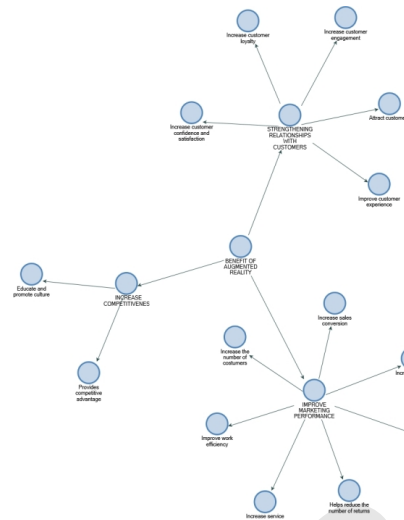 Increase customer
loyalty
Increase customer
engagement
Increase customer
confidence and
satisfaction
STRENGTHENING
RELATIONSHIPS
WITH
CUSTOMERS
Attract custome
Improve customer
experience
BENEFIT OF
AUGMENTED
REALITY
Educate and
promote culture
INCREASE
COMPETITIVENES
Increase sales
conversion
Increase the
number of
costumers
Provides
competitive
advantage
Incr
IMPROVE
MARKETING
PERFORMANCE
Improve work
efficiency
Increase service
Helps reduce the
number of returns